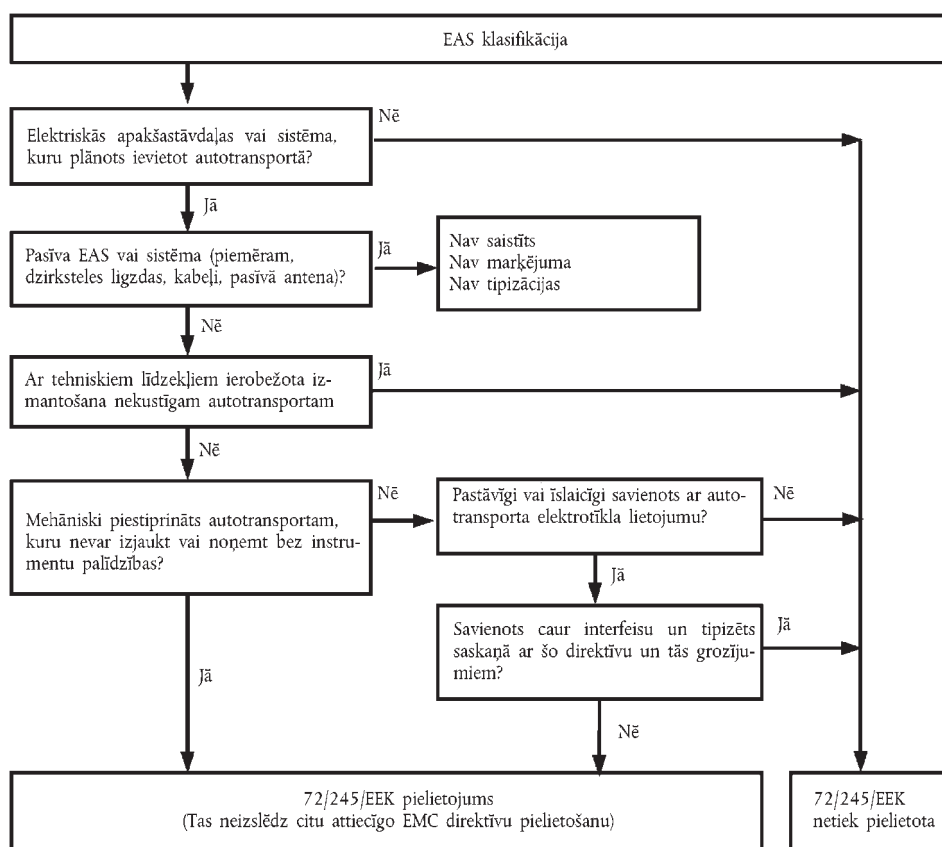 EAS klasifikācija
Nē
Elektriskās apakšastāvdaļas vai sistēma,
kuru plānots ievietot autotransportā?
Jā
Pasīva EAS vai sistēma (piemēram,
dzirksteles ligzdas, kabeļi, pasīvā antena)?
Jā
Nav saistīts
Nav marķējuma
Nav tipizācijas
Nē
Ar tehniskiem līdzekļiem ierobežota iz-
mantošana nekustīgam autotransportam
Jā
Nē
Mehāniski piestiprināts autotransportam,
kuru nevar izjaukt vai noņemt bez instru-
mentu palīdzības?
Nē
Pastāvīgi vai īslaicīgi savienots ar auto-
transporta elektrotīkla lietojumu?
Nē
Jā
Savienots caur interfeisu un tipizēts
saskaņā ar šo direktīvu un tās grozīju-
miem?
Jā
Jā
Nē
72/245/EEK pielietojums
(Tas neizslēdz citu attiecīgo EMC direktīvu pielietošanu)
72/245/EEK
netiek pielietota